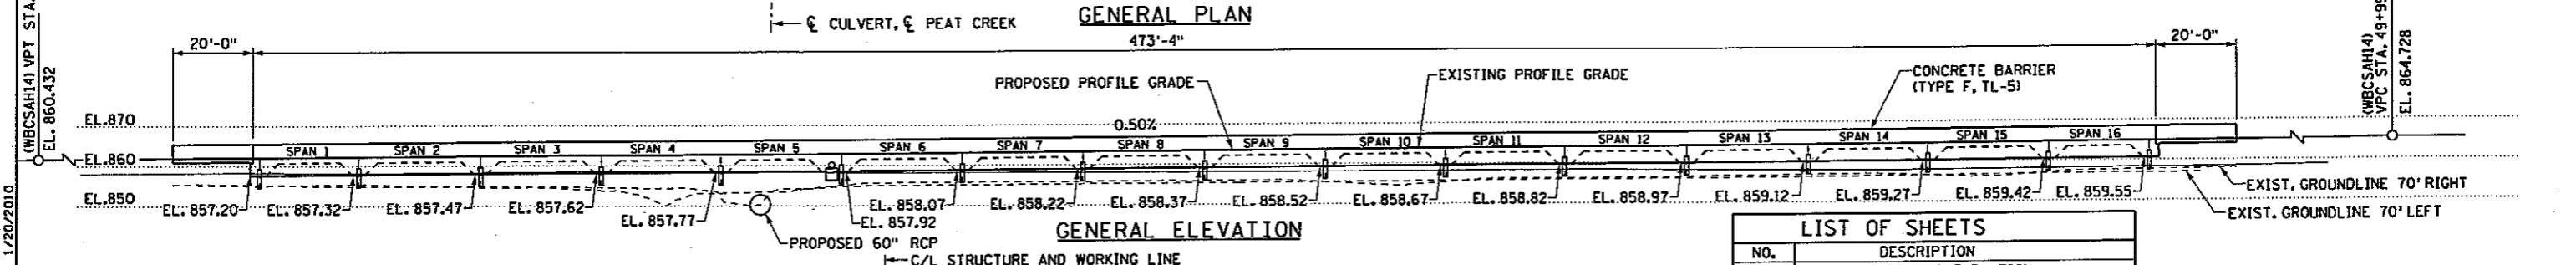 ℄ CULVERT, ℄ PEAT CREEK
GENERAL PLAN
(WBCSAH14) VPT STA.
EL. 860.432
20'-0"
473'-4"
20'-0"
(WBCSAH14)
VPC STA. 49+99
EL. 864.728
PROPOSED PROFILE GRADE
EXISTING PROFILE GRADE
CONCRETE BARRIER
(TYPE F, TL-5)
EL.870
0.50%
EL.860
SPAN 1
SPAN 2
SPAN 3
SPAN 4
SPAN 5
SPAN 6
SPAN 7
SPAN 8
SPAN 9
SPAN 10
SPAN 11
SPAN 12
SPAN 13
SPAN 14
SPAN 15
SPAN 16
EL.850
EL. 857.20
EL. 857.32
EL. 857.47
EL. 857.62
EL. 857.77
EL. 857.92
EL. 858.07
EL. 858.22
EL. 858.37
EL. 858.52
EL. 858.67
EL. 858.82
EL. 858.97
EL. 859.12
EL. 859.27
EL. 859.42
EL. 859.55
EXIST. GROUNDLINE 70' RIGHT
EXIST. GROUNDLINE 70' LEFT
PROPOSED 60" RCP
GENERAL ELEVATION
C/L STRUCTURE AND WORKING LINE
LIST OF SHEETS
NO.
DESCRIPTION
1/20/2010